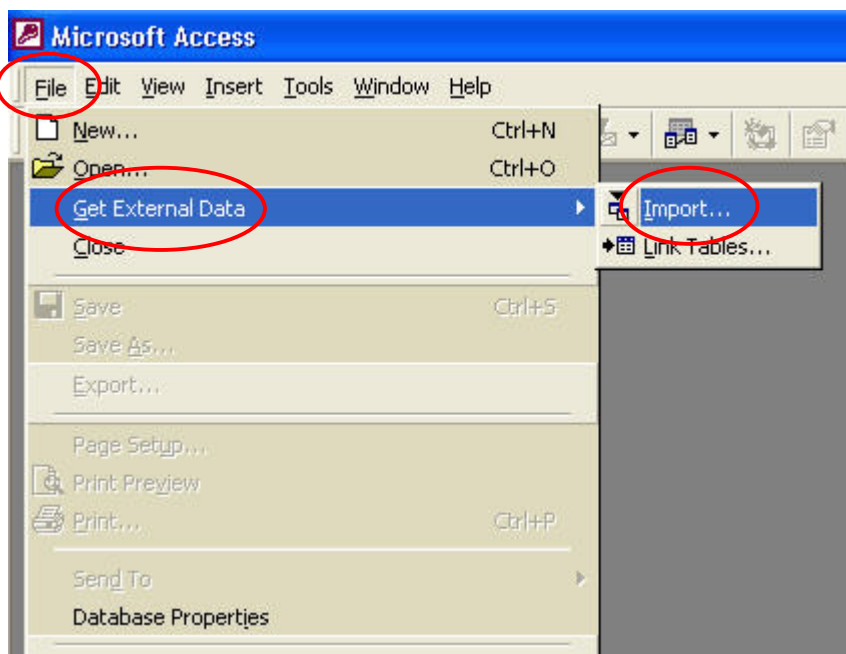 Microsoft Access
File Edit View Insert Tools Window Help
New... Ctrl+N
Open... Ctrl+O
Get External Data
Import...
Close
Link Tables...
Save Ctrl+S
Save As...
Export...
Page Setup...
Print Preview
Print... Ctrl+P
Send To
Database Properties